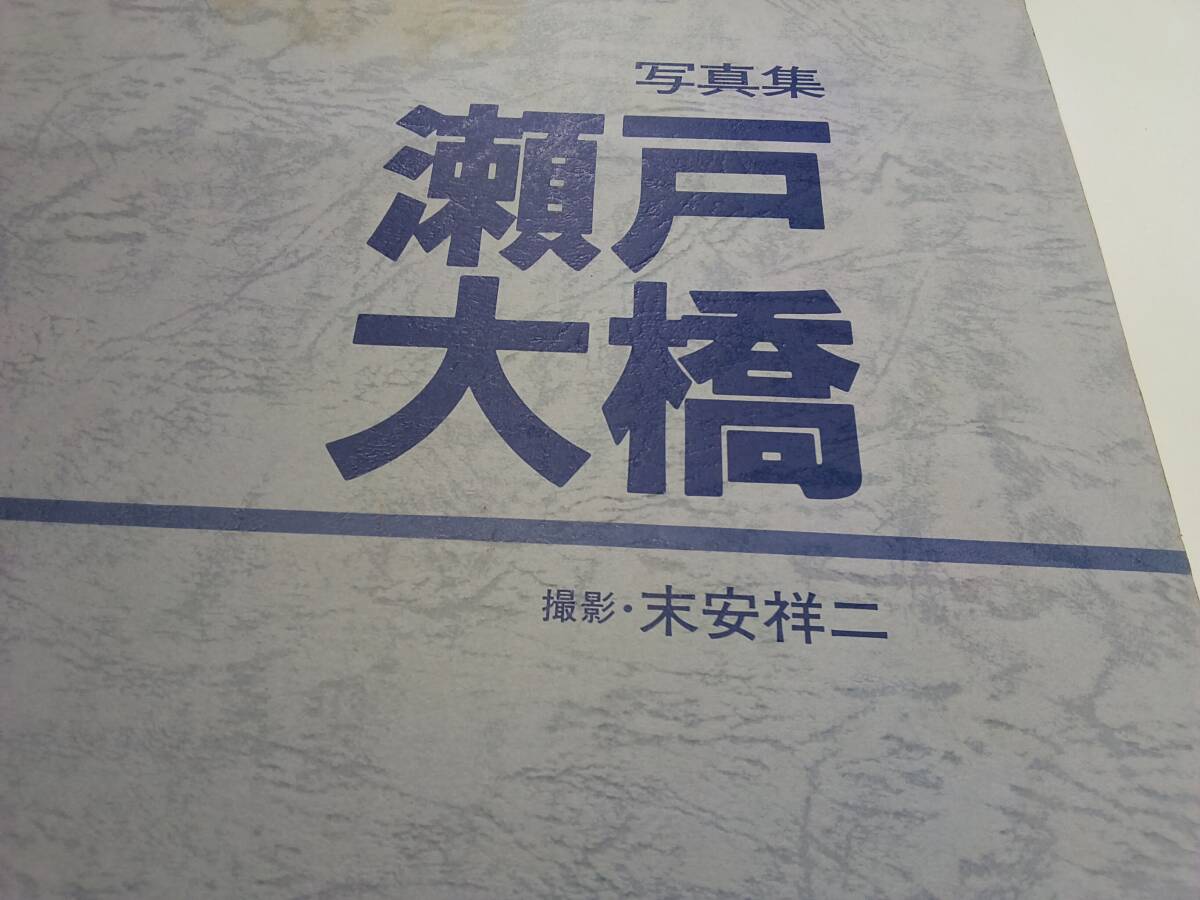 写真集
瀬戸
大橋
撮影・末安祥二